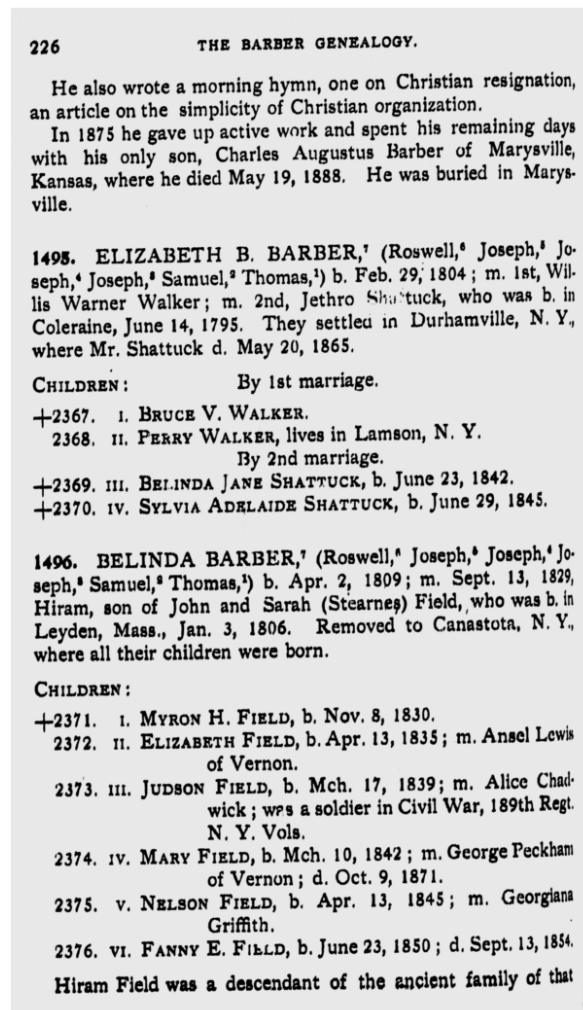 226 THE BARBER GENEALOGY.
He also wrote a morning hymn, one on Christian resignation,
an article on the simplicity of Christian organization.
In 1875 he gave up active work and spent his remaining days
with his only son, Charles Augustus Barber of Marysville,
Kansas, where he died May 19, 1888. He was buried in Marys-
ville.
1495. ELIZABETH B. BARBER,⁷ (Roswell,⁶ Joseph,⁵ Jo-
seph,⁴ Joseph,³ Samuel,² Thomas,¹) b. Feb. 29, 1804; m. 1st, Wil-
lis Warner Walker; m. 2nd, Jethro Shattuck, who was b. in
Coleraine, June 14, 1795. They settled in Durhamville, N. Y.,
where Mr. Shattuck d. May 20, 1865.
CHILDREN: By 1st marriage.
+2367. I. BRUCE V. WALKER.
2368. II. PERRY WALKER, lives in Lamson, N. Y.
By 2nd marriage.
+2369. III. BELINDA JANE SHATTUCK, b. June 23, 1842.
+2370. IV. SYLVIA ADELAIDE SHATTUCK, b. June 29, 1845.
1496. BELINDA BARBER,⁷ (Roswell,⁶ Joseph,⁵ Joseph,⁴ Jo-
seph,³ Samuel,² Thomas,¹) b. Apr. 2, 1809; m. Sept. 13, 1829,
Hiram, son of John and Sarah (Stearnes) Field, who was b. in
Leyden, Mass., Jan. 3, 1806. Removed to Canastota, N. Y.,
where all their children were born.
CHILDREN:
+2371. I. MYRON H. FIELD, b. Nov. 8, 1830.
2372. II. ELIZABETH FIELD, b. Apr. 13, 1835; m. Ansel Lewis
of Vernon.
2373. III. JUDSON FIELD, b. Mch. 17, 1839; m. Alice Chad-
wick; was a soldier in Civil War, 189th Regt.
N. Y. Vols.
2374. IV. MARY FIELD, b. Mch. 10, 1842; m. George Peckham
of Vernon; d. Oct. 9, 1871.
2375. V. NELSON FIELD, b. Apr. 13, 1845; m. Georgiana
Griffith.
2376. VI. FANNY E. FIELD, b. June 23, 1850; d. Sept. 13, 1854.
Hiram Field was a descendant of the ancient family of that